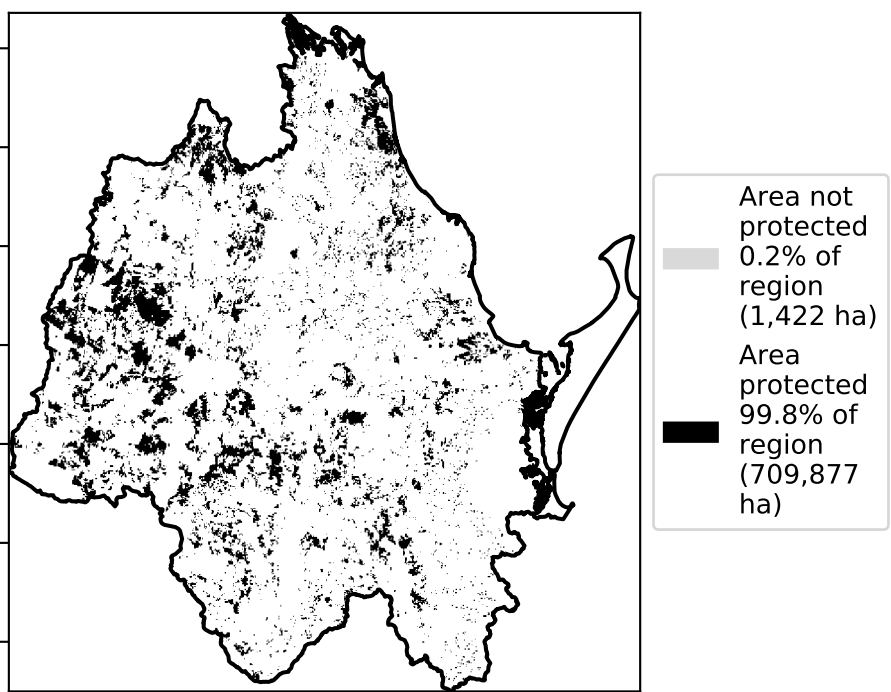 Area not
protected
0.2% of
region
(1,422 ha)
Area
protected
99.8% of
region
(709,877
ha)